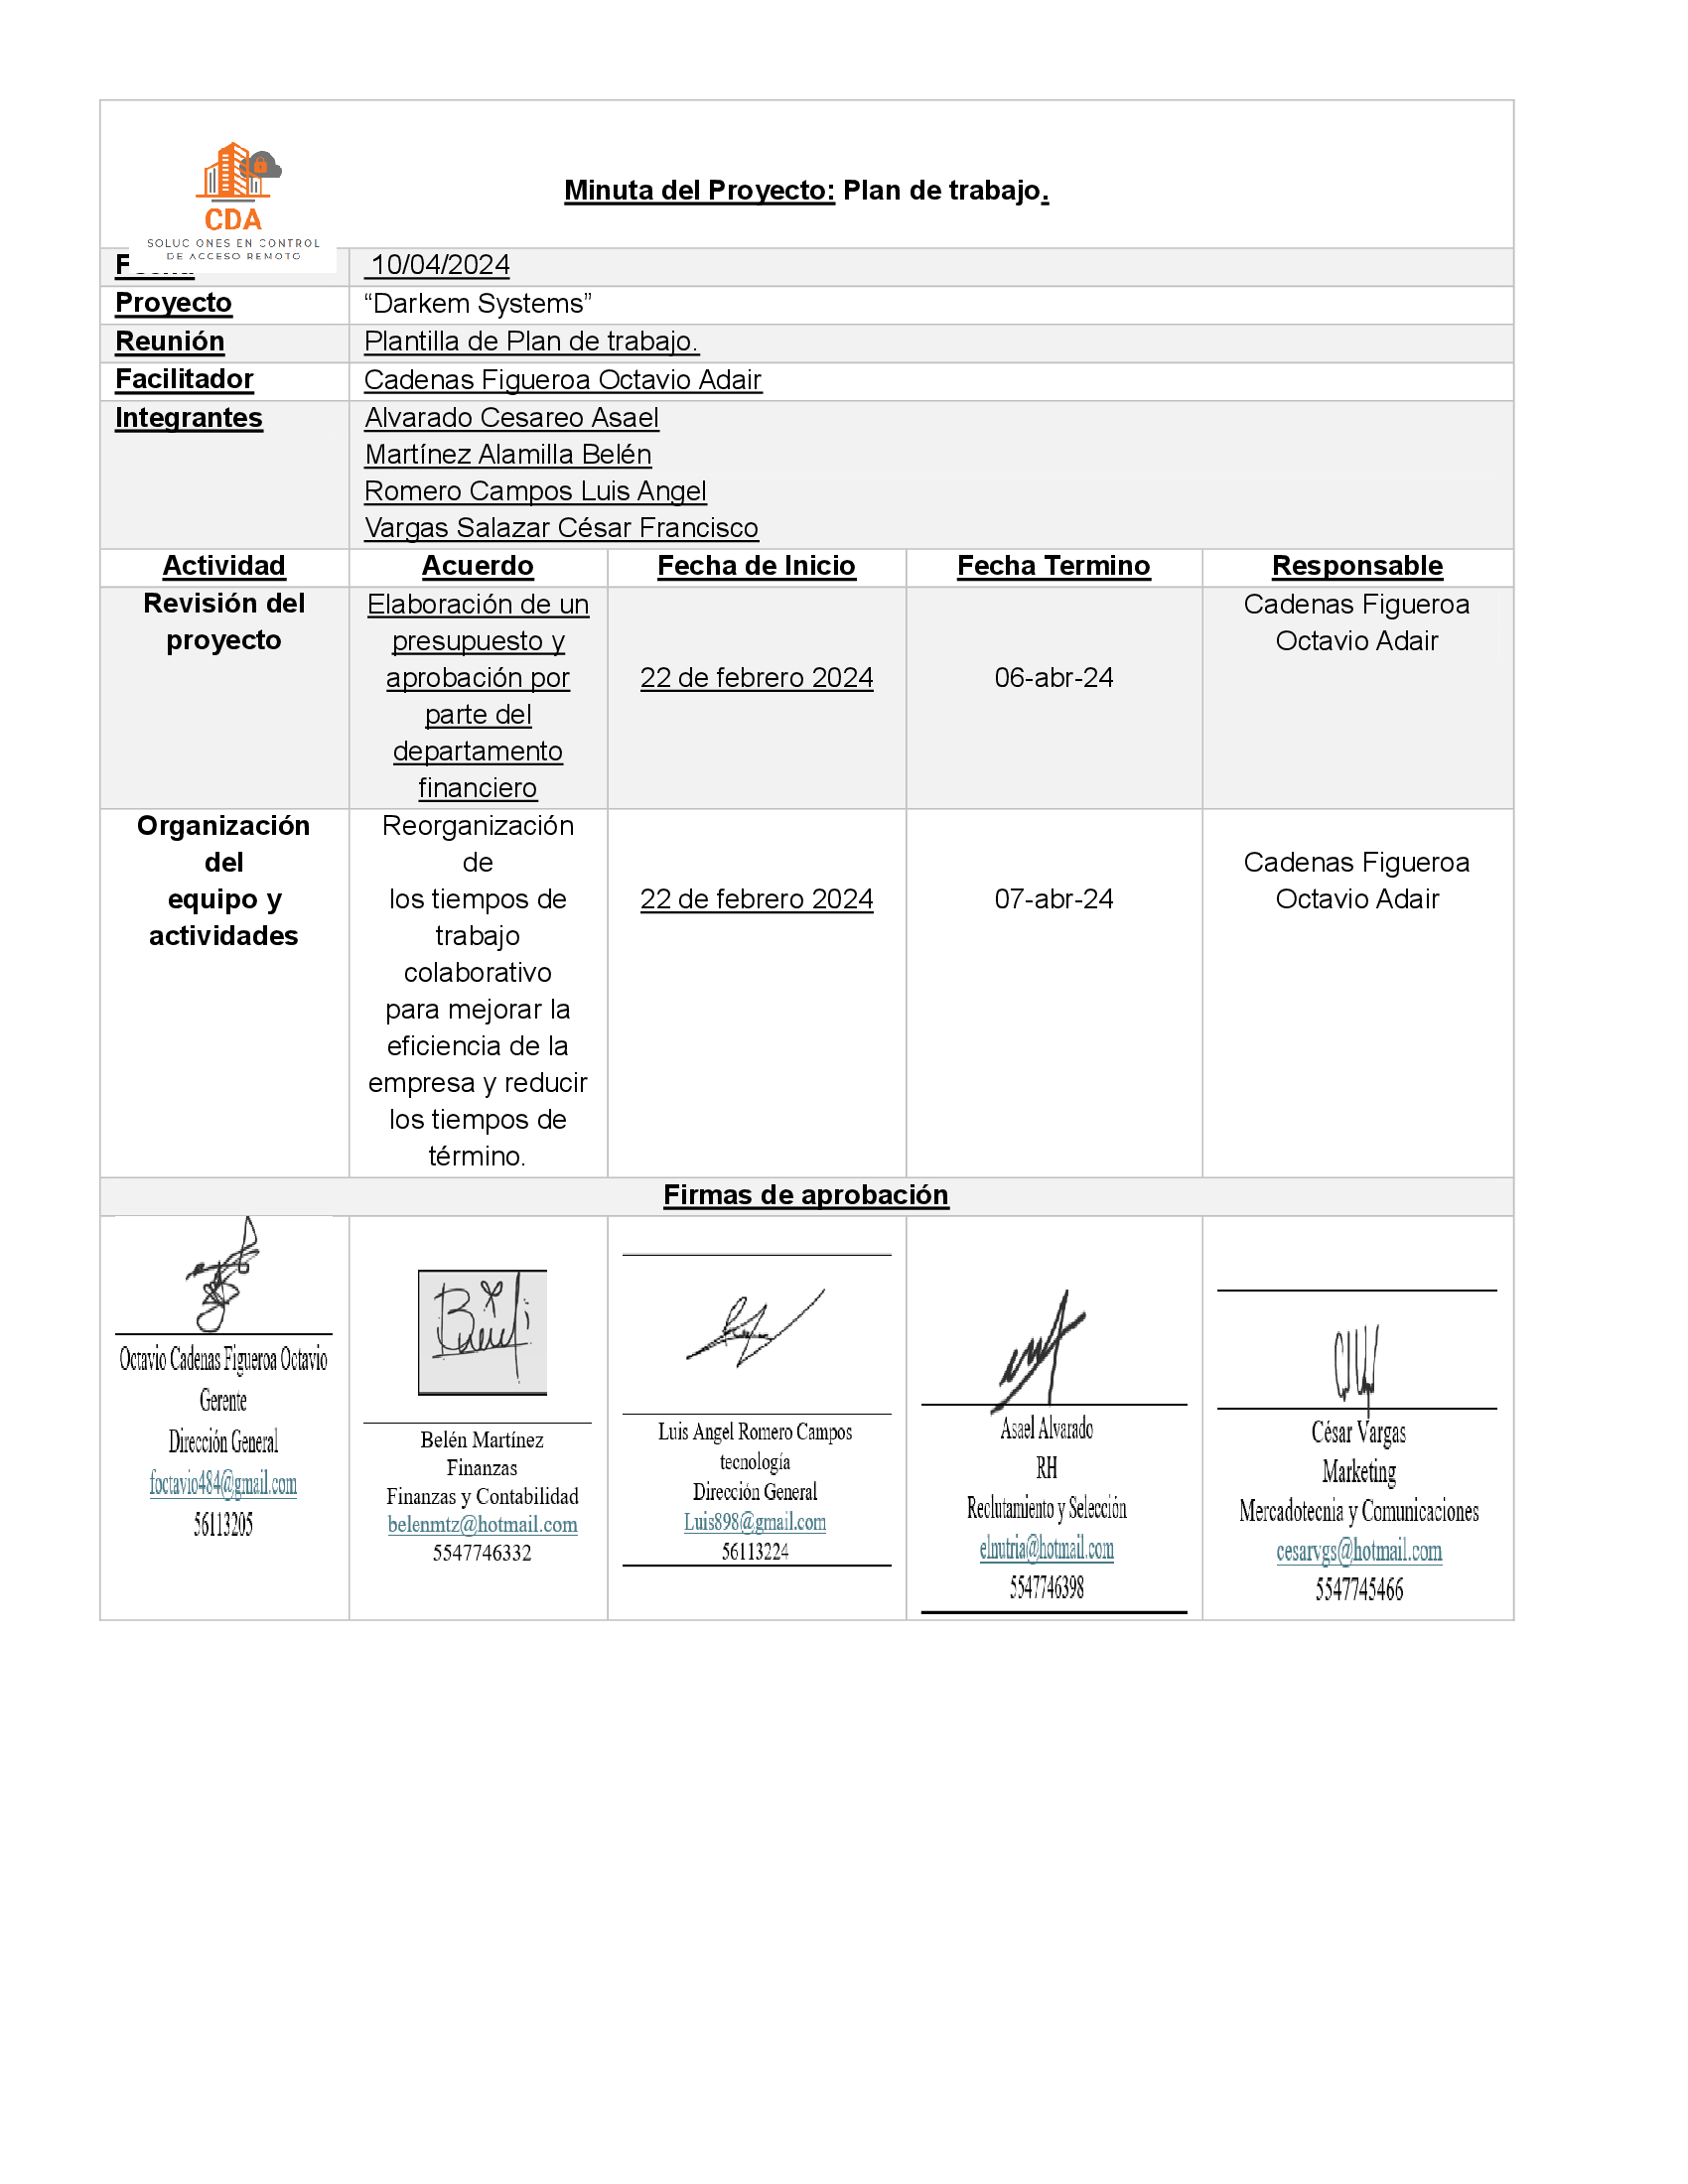 CDA
SOLUC ONES EN CONTROL
DE ACCESO REMOTO
Minuta del Proyecto: Plan de trabajo.
10/04/2024
Proyecto “Darkem Systems”
Reunión Plantilla de Plan de trabajo.
Facilitador Cadenas Figueroa Octavio Adair
Integrantes Alvarado Cesareo Asael
Martínez Alamilla Belén
Romero Campos Luis Angel
Vargas Salazar César Francisco
Actividad Acuerdo Fecha de Inicio Fecha Termino Responsable
Revisión del
proyecto
Elaboración de un
presupuesto y
aprobación por
parte del
departamento
financiero
22 de febrero 2024
06-abr-24
Cadenas Figueroa
Octavio Adair
Organización
del
equipo y
actividades
Reorganización
de
los tiempos de
trabajo
colaborativo
para mejorar la
eficiencia de la
empresa y reducir
los tiempos de
término.
22 de febrero 2024
07-abr-24
Cadenas Figueroa
Octavio Adair
Firmas de aprobación
Octavio Cadenas Figueroa Octavio
Gerente
Dirección General
foctavio484@gmail.com
56113205
Belén Martínez
Finanzas
Finanzas y Contabilidad
belenmtz@hotmail.com
5547746332
Luis Angel Romero Campos
tecnología
Dirección General
Luis898@gmail.com
56113224
Asael Alvarado
RH
Reclutamiento y Selección
elnutria@hotmail.com
5547746398
César Vargas
Marketing
Mercadotecnia y Comunicaciones
cesarvgs@hotmail.com
5547745466